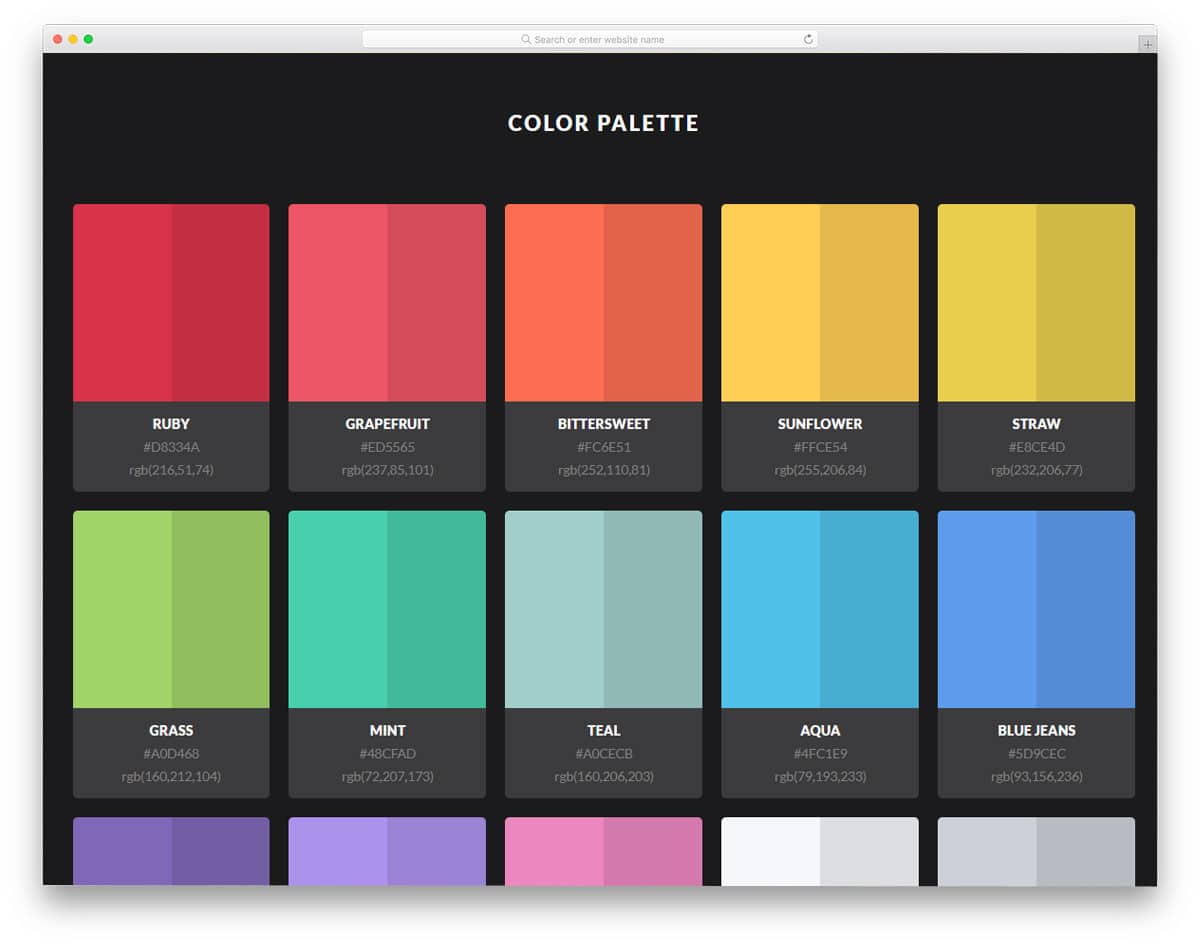 Search or enter website name
COLOR PALETTE
RUBY
#D8334A
rgb(216,51,74)
GRAPEFRUIT
#ED5565
rgb(237,85,101)
BITTERSWEET
#FC6E51
rgb(252,110,81)
SUNFLOWER
#FFCE54
rgb(255,206,84)
STRAW
#E8CE4D
rgb(232,206,77)
GRASS
#A0D468
rgb(160,212,104)
MINT
#48CFAD
rgb(72,207,173)
TEAL
#A0CECB
rgb(160,206,203)
AQUA
#4FC1E9
rgb(79,193,233)
BLUE JEANS
#5D9CEC
rgb(93,156,236)